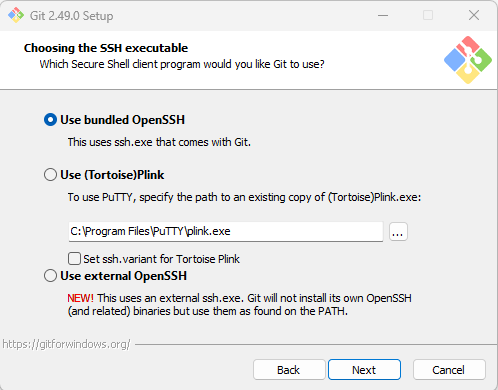 Git 2.49.0 Setup
Choosing the SSH executable
Which Secure Shell client program would you like Git to use?
Use bundled OpenSSH
This uses ssh.exe that comes with Git.
Use (Tortoise)Plink
To use PuTTY, specify the path to an existing copy of (Tortoise)Plink.exe:
C:\Program Files\PuTTY\plink.exe
...
Set ssh.variant for Tortoise Plink
Use external OpenSSH
NEW! This uses an external ssh.exe. Git will not install its own OpenSSH
(and related) binaries but use them as found on the PATH.
https://gitforwindows.org/
Back Next Cancel